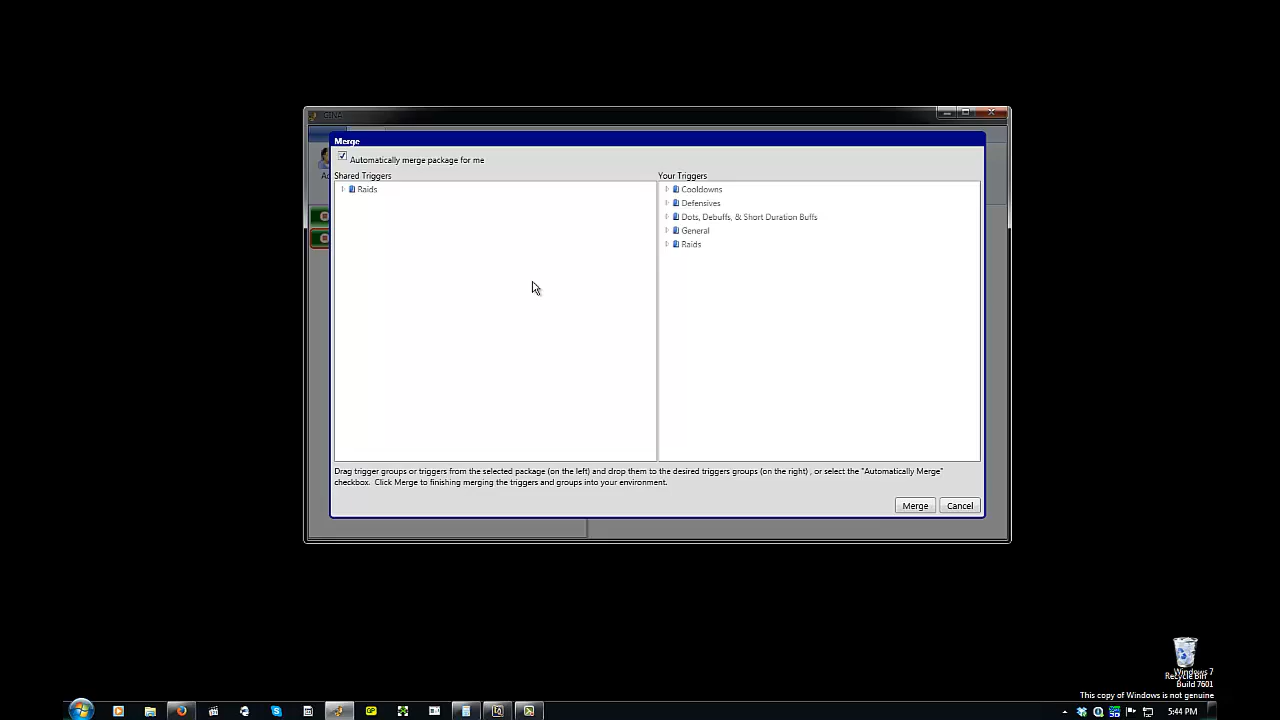 GINA
Merge
Automatically merge package for me
Shared Triggers
Your Triggers
Raids
Cooldowns
Defensives
Dots, Debuffs, & Short Duration Buffs
General
Raids
Drag trigger groups or triggers from the selected package (on the left) and drop them to the desired triggers groups (on the right) , or select the "Automatically Merge"
checkbox. Click Merge to finishing merging the triggers and groups into your environment.
Merge
Cancel
Recycle Bin
Windows 7
Build 7601
This copy of Windows is not genuine
5:44 PM